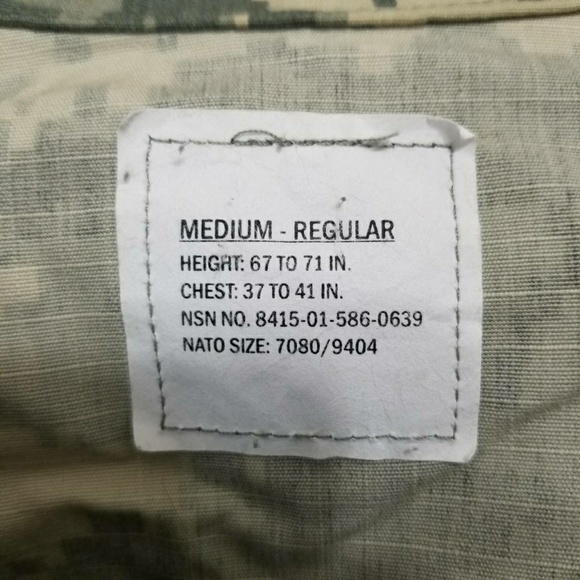 MEDIUM - REGULAR
HEIGHT: 67 TO 71 IN.
CHEST: 37 TO 41 IN.
NSN NO. 8415-01-586-0639
NATO SIZE: 7080/9404